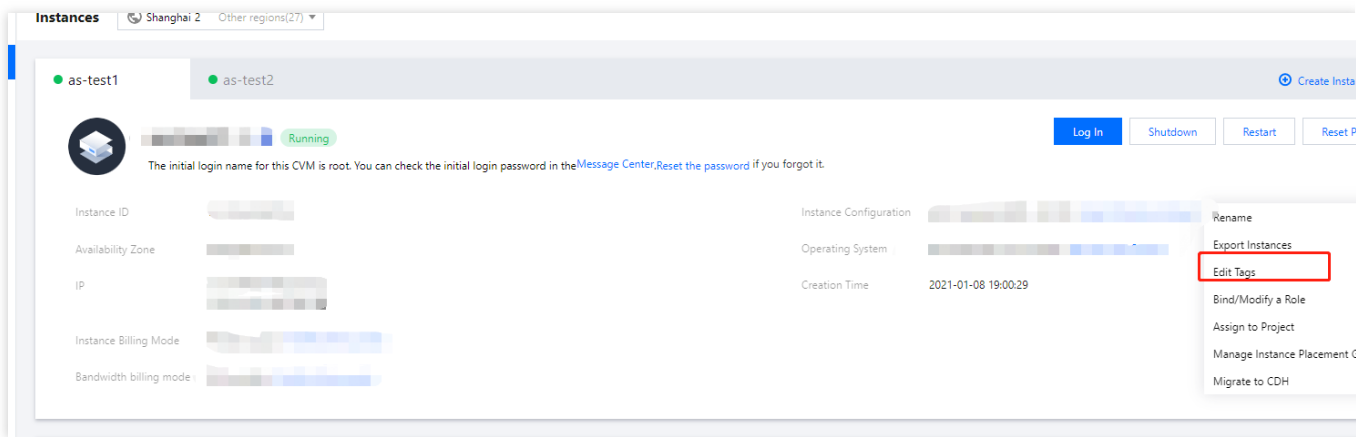 Instances Shanghai 2 Other regions(27)
as-test1 as-test2 Create Insta
Running Log In Shutdown Restart Reset P
The initial login name for this CVM is root. You can check the initial login password in the Message Center,Reset the password if you forgot it.
Instance ID
Instance Configuration
Rename
Availability Zone
Operating System
Export Instances
Edit Tags
IP
Creation Time 2021-01-08 19:00:29
Bind/Modify a Role
Assign to Project
Instance Billing Mode
Manage Instance Placement G
Bandwidth billing mode
Migrate to CDH